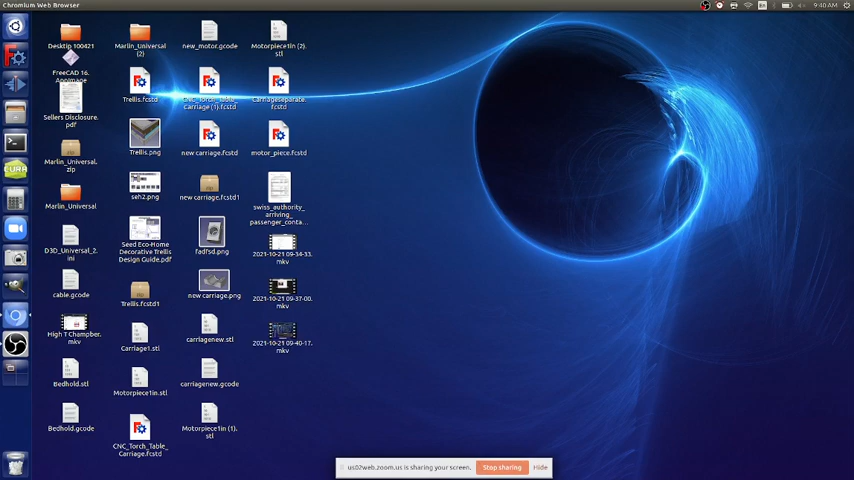 Chromium Web Browser
En
9:40 AM
Desktip 100421
FreeCAD 16.
AppImage
Sellers Disclosure.
pdf
Marlin_Universal.
zip
Marlin_Universal
D3D_Universal_2.
ini
cable.gcode
High T Champber.
mkv
Bedhold.stl
Bedhold.gcode
Marlin_Universal
(2)
Trellis.fcstd
Trellis.png
seh2.png
Seed Eco-Home
Decorative Trellis
Design Guide.pdf
Trellis.fcstd1
Carriage1.stl
Motorpiece1in.stl
CNC_Torch_Table_
Carriage.fcstd
new_motor.gcode
CNC_Torch_Table_
Carriage (1).fcstd
new carriage.fcstd
new carriage.fcstd1
fadfsd.png
new carriage.png
carriagenew.stl
carriagenew.gcode
Motorpiece1in (1).
stl
Motorpiece1in (2).
stl
Carriageseparate.
fcstd
motor_piece.fcstd
swiss_authority_
arriving_
passenger_conta...
2021-10-21 09-34-33.
mkv
2021-10-21 09-37-00.
mkv
2021-10-21 09-40-17.
mkv
CURA
us02web.zoom.us is sharing your screen.
Stop sharing
Hide